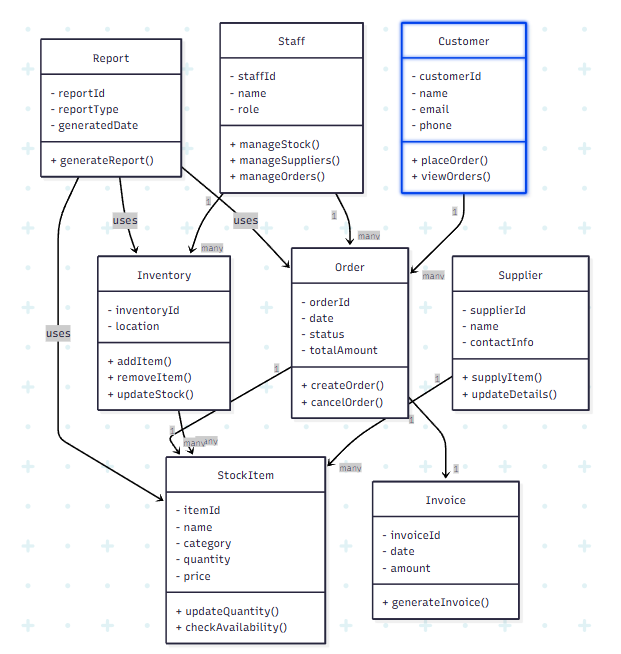 Report
- reportId
- reportType
- generatedDate
+ generateReport()
Staff
- staffId
- name
- role
+ manageStock()
+ manageSuppliers()
+ manageOrders()
Customer
- customerId
- name
- email
- phone
+ placeOrder()
+ viewOrders()
uses
1
uses
1
1
many
many
many
Inventory
- inventoryId
- location
+ addItem()
+ removeItem()
+ updateStock()
Order
- orderId
- date
- status
- totalAmount
+ createOrder()
+ cancelOrder()
Supplier
- supplierId
- name
- contactInfo
+ supplyItem()
+ updateDetails()
uses
1
1
1
1
many
many
1
StockItem
- itemId
- name
- category
- quantity
- price
+ updateQuantity()
+ checkAvailability()
Invoice
- invoiceId
- date
- amount
+ generateInvoice()